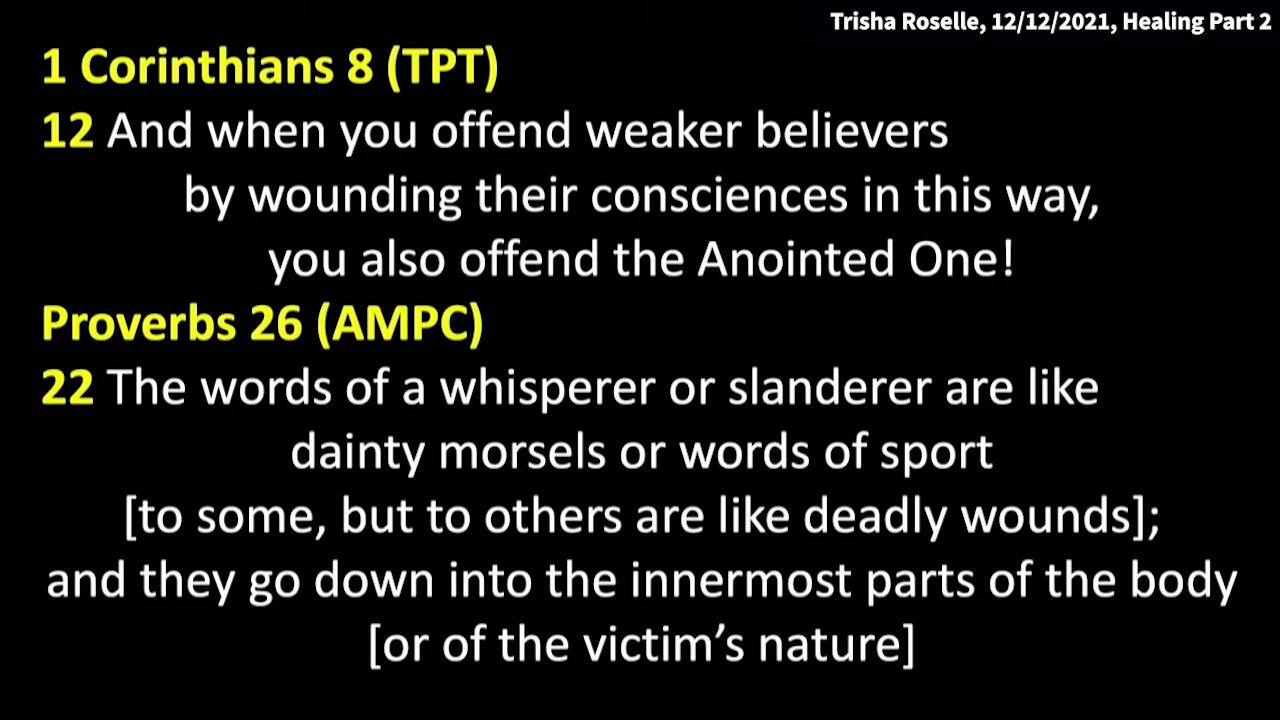 Trisha Roselle, 12/12/2021, Healing Part 2
1 Corinthians 8 (TPT)
12 And when you offend weaker believers
by wounding their consciences in this way,
you also offend the Anointed One!
Proverbs 26 (AMPC)
22 The words of a whisperer or slanderer are like
dainty morsels or words of sport
[to some, but to others are like deadly wounds];
and they go down into the innermost parts of the body
[or of the victim’s nature]